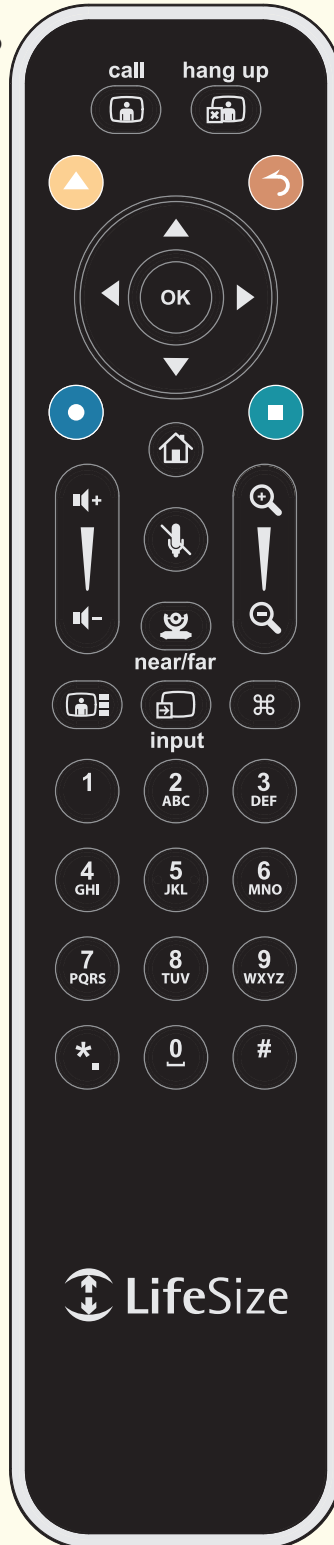 call hang up
OK
+
-
near/far
input
1 2 3
ABC DEF
4 5 6
GHI JKL MNO
7 8 9
PQRS TUV WXYZ
*. 0 #
LifeSize